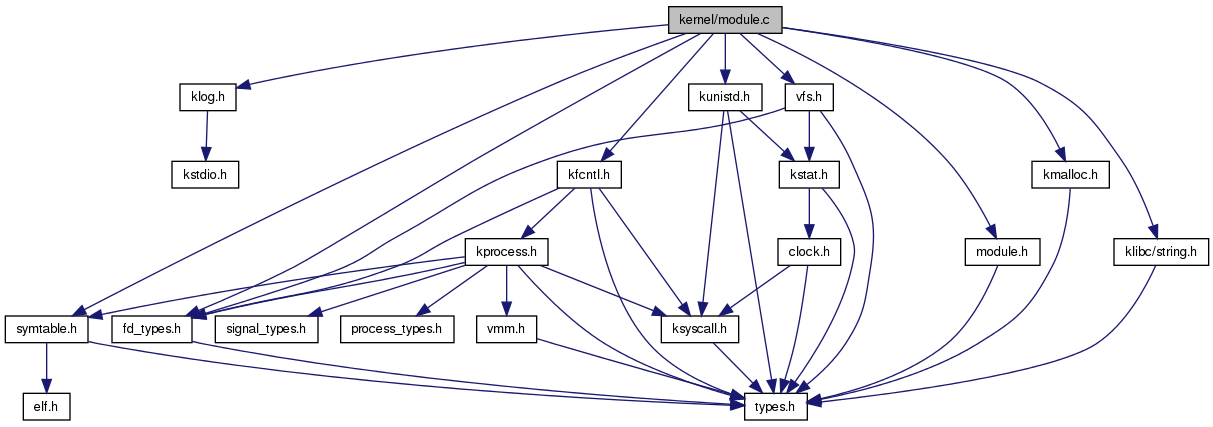 kernel/module.c
klog.h
kunistd.h
vfs.h
kstdio.h
kfcntl.h
kstat.h
kmalloc.h
kprocess.h
clock.h
module.h
klibc/string.h
symtable.h
fd_types.h
signal_types.h
process_types.h
vmm.h
ksyscall.h
elf.h
types.h